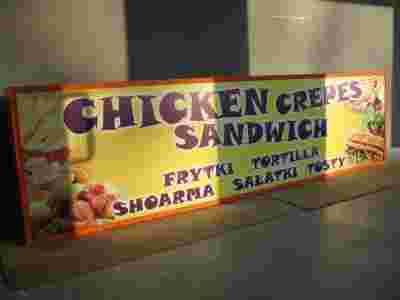 CHICKEN CREPES
SANDWICH
FRYTKI TORTILLA
SHOARMA SAŁATKI TOSTY